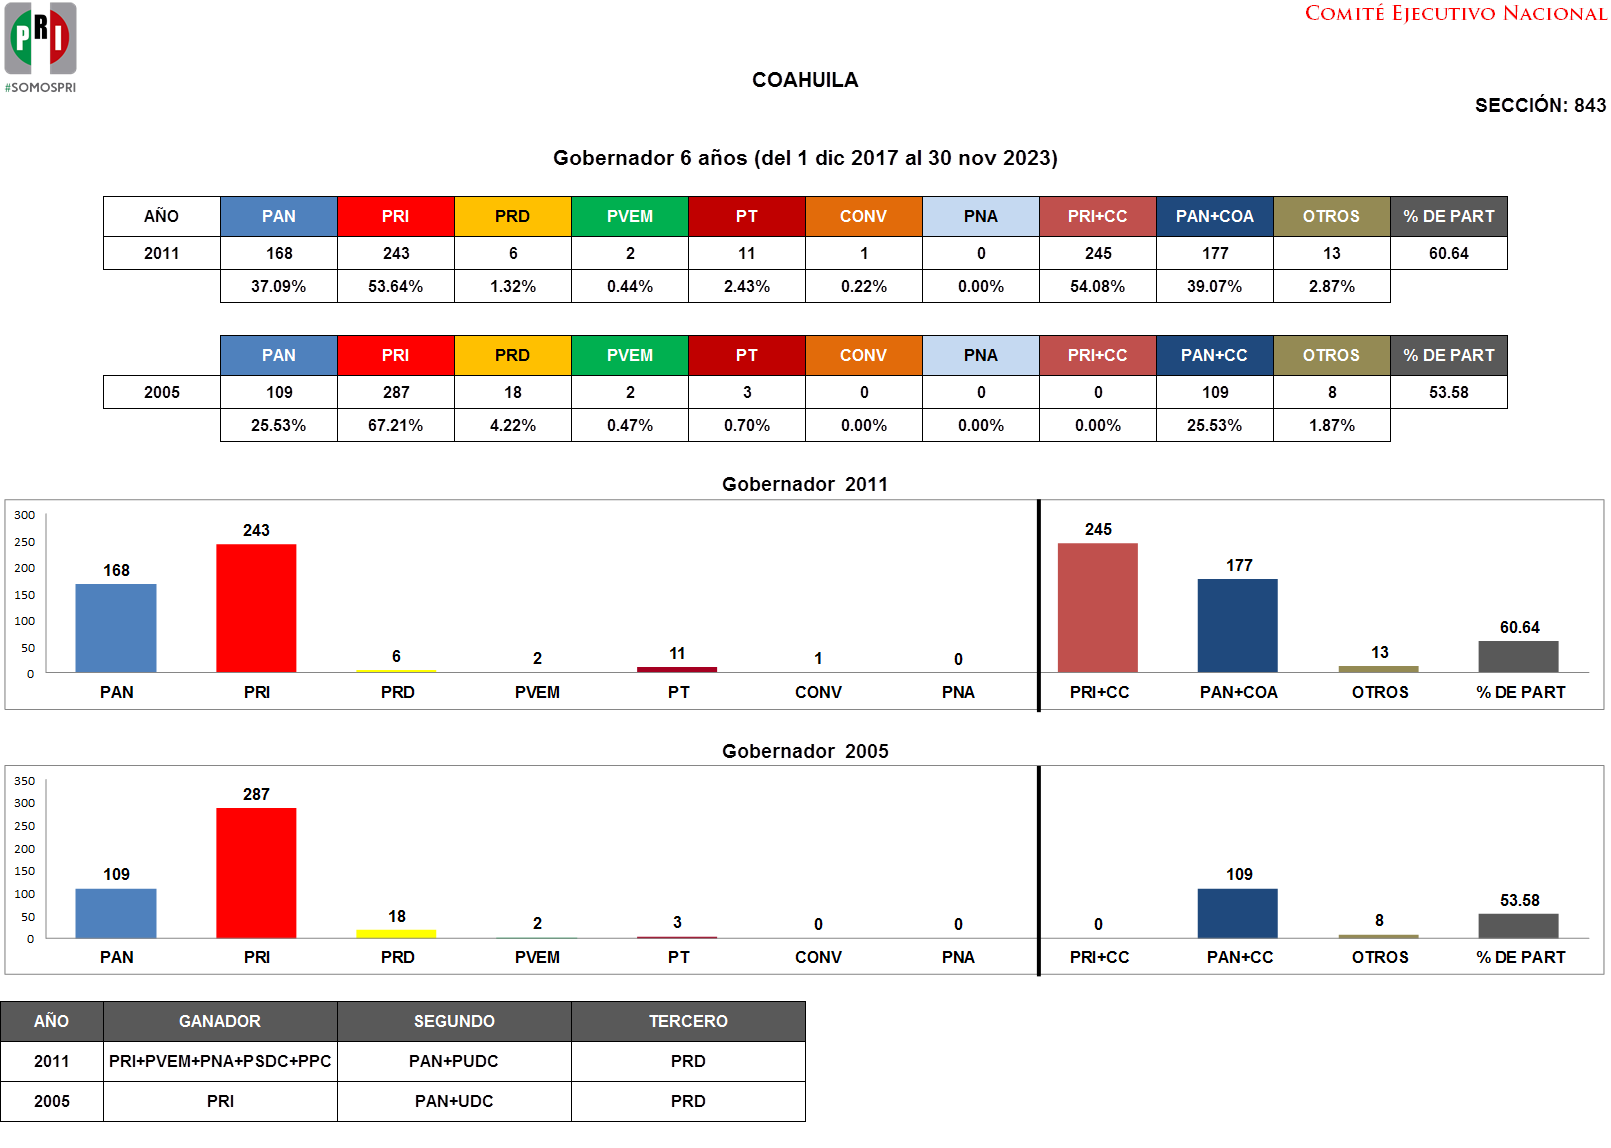 COMITÉ EJECUTIVO NACIONAL
PRI
#SOMOSPRI
COAHUILA
SECCIÓN: 843
Gobernador 6 años (del 1 dic 2017 al 30 nov 2023)
AÑO PAN PRI PRD PVEM PT CONV PNA PRI+CC PAN+COA OTROS % DE PART
2011 168 243 6 2 11 1 0 245 177 13 60.64
37.09% 53.64% 1.32% 0.44% 2.43% 0.22% 0.00% 54.08% 39.07% 2.87%
PAN PRI PRD PVEM PT CONV PNA PRI+CC PAN+CC OTROS % DE PART
2005 109 287 18 2 3 0 0 0 109 8 53.58
25.53% 67.21% 4.22% 0.47% 0.70% 0.00% 0.00% 0.00% 25.53% 1.87%
Gobernador 2011
300
250
200
150
100
50
0
168 243 6 2 11 1 0 245 177 13 60.64
PAN PRI PRD PVEM PT CONV PNA PRI+CC PAN+COA OTROS % DE PART
Gobernador 2005
350
300
250
200
150
100
50
0
109 287 18 2 3 0 0 0 109 8 53.58
PAN PRI PRD PVEM PT CONV PNA PRI+CC PAN+CC OTROS % DE PART
AÑO GANADOR SEGUNDO TERCERO
2011 PRI+PVEM+PNA+PSDC+PPC PAN+PUDC PRD
2005 PRI PAN+UDC PRD